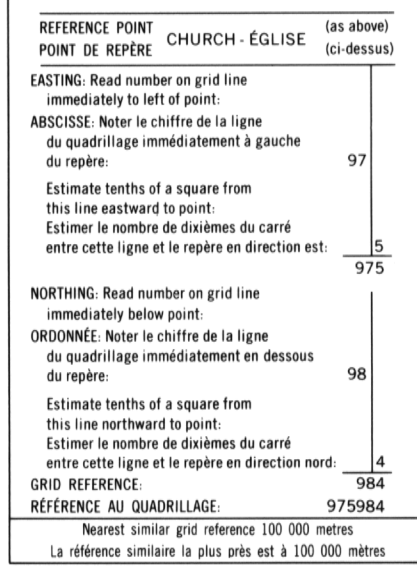 REFERENCE POINT CHURCH - ÉGLISE (as above)
POINT DE REPÈRE (ci-dessus)
EASTING: Read number on grid line
immediately to left of point:
ABSCISSE: Noter le chiffre de la ligne
du quadrillage immédiatement à gauche
du repère: 97
Estimate tenths of a square from
this line eastward to point:
Estimer le nombre de dixièmes du carré
entre cette ligne et le repère en direction est: 5
975
NORTHING: Read number on grid line
immediately below point:
ORDONNÉE: Noter le chiffre de la ligne
du quadrillage immédiatement en dessous
du repère: 98
Estimate tenths of a square from
this line northward to point:
Estimer le nombre de dixièmes du carré
entre cette ligne et le repère en direction nord: 4
GRID REFERENCE: 984
RÉFÉRENCE AU QUADRILLAGE: 975984
Nearest similar grid reference 100 000 metres
La référence similaire la plus près est à 100 000 mètres